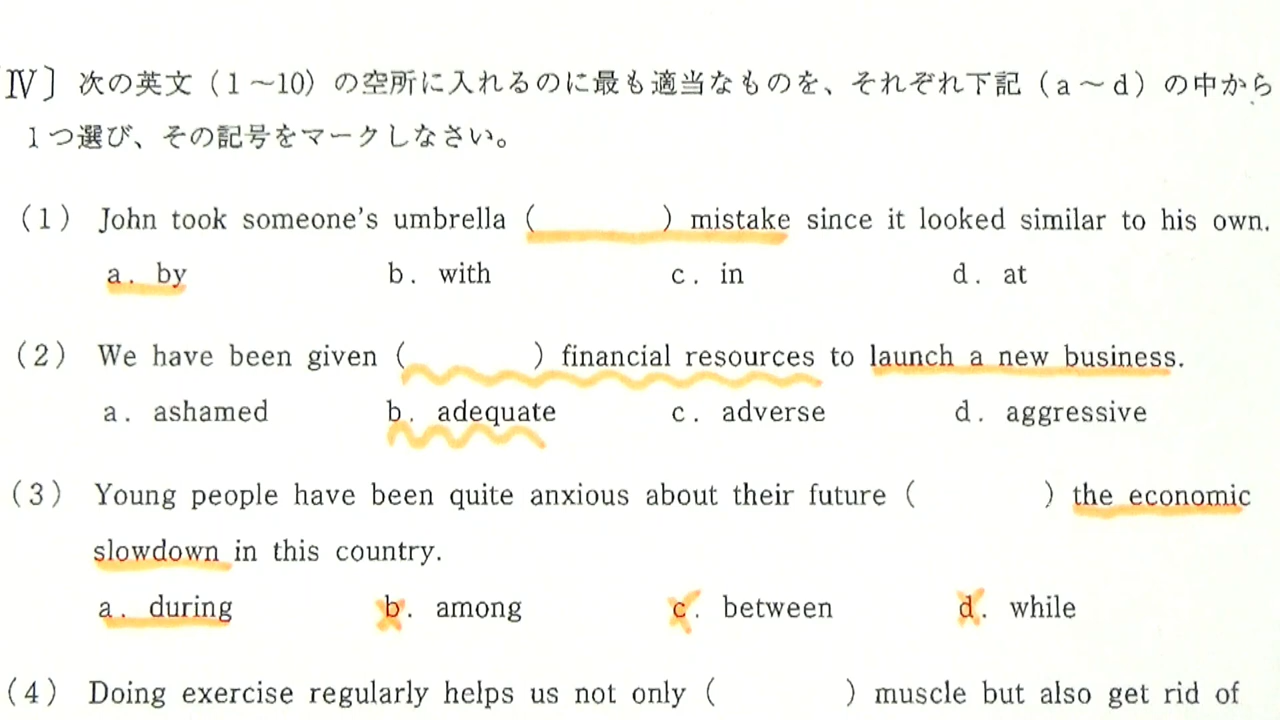 Ⅳ〕 次の英文（1～10）の空所に入れるのに最も適当なものを、それぞれ下記（a～d）の中から
1つ選び、その記号をマークしなさい。
(1) John took someone's umbrella (　　　) mistake since it looked similar to his own.
a. by　b. with　c. in　d. at
(2) We have been given (　　　) financial resources to launch a new business.
a. ashamed　b. adequate　c. adverse　d. aggressive
(3) Young people have been quite anxious about their future (　　　) the economic
slowdown in this country.
a. during　b. among　c. between　d. while
(4) Doing exercise regularly helps us not only (　　　) muscle but also get rid of